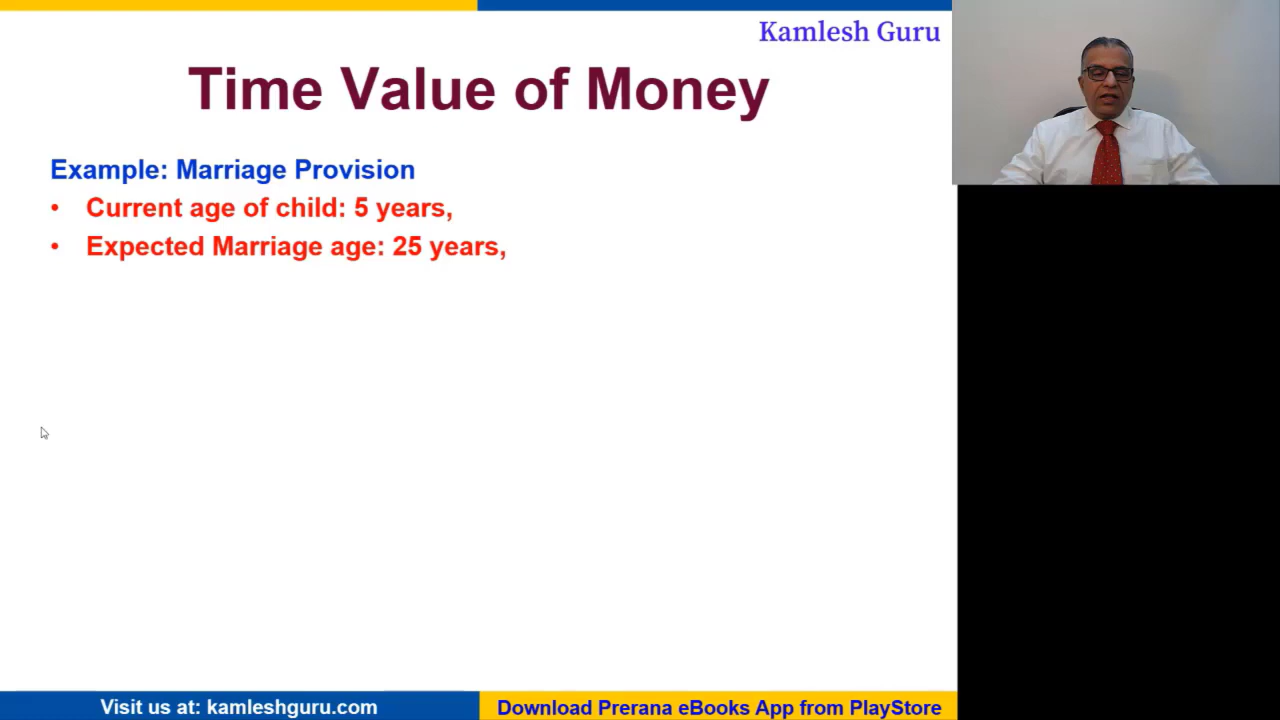 Kamlesh Guru
Time Value of Money
Example: Marriage Provision
• Current age of child: 5 years,
• Expected Marriage age: 25 years,
Visit us at: kamleshguru.com
Download Prerana eBooks App from PlayStore